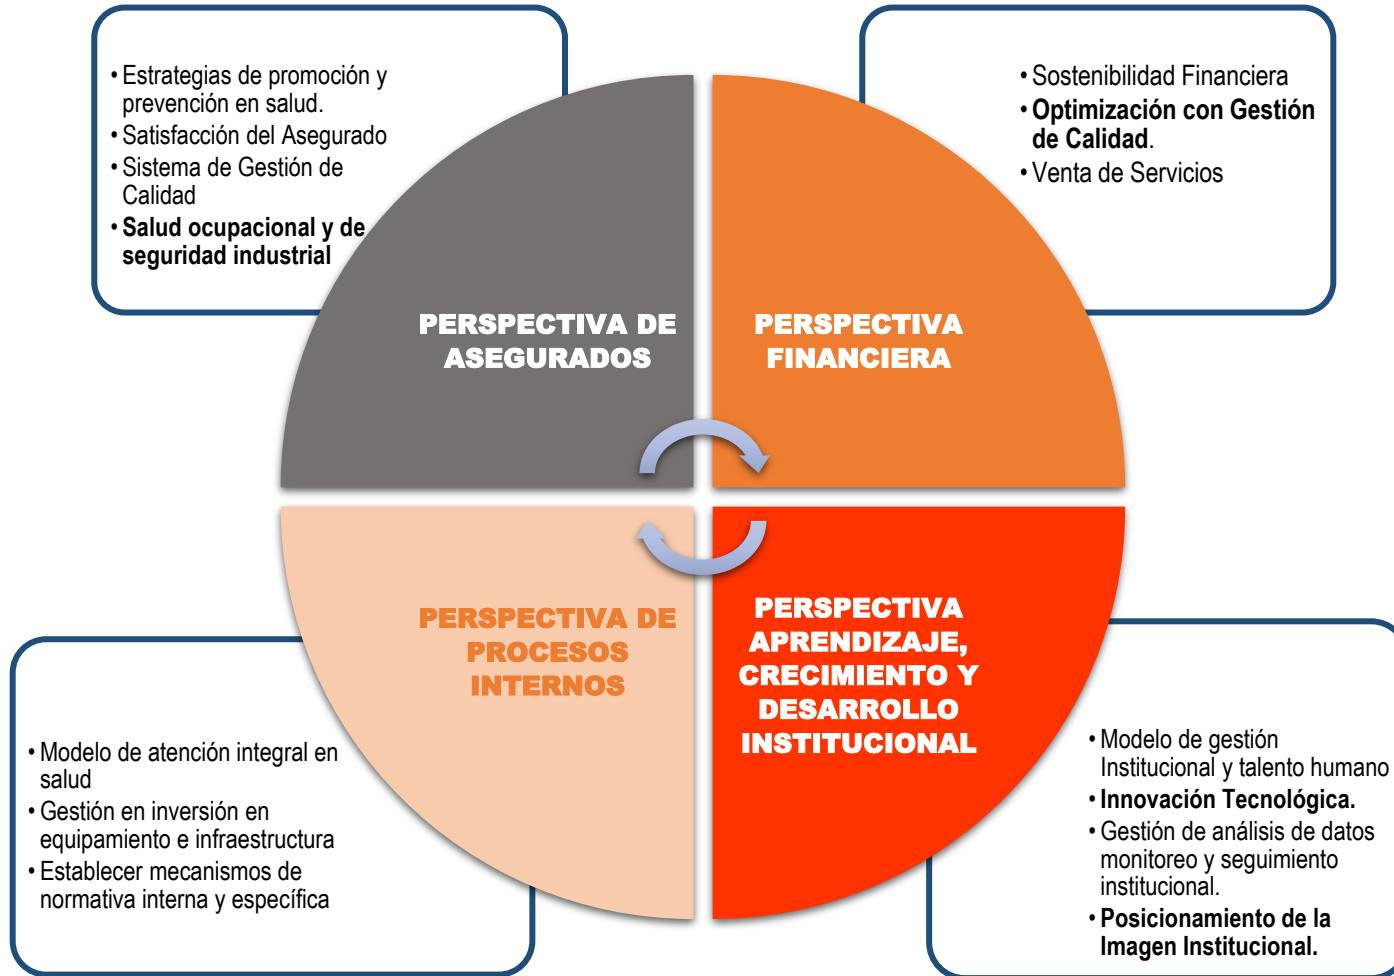 • Estrategias de promoción y
prevención en salud.
• Satisfacción del Asegurado
• Sistema de Gestión de
Calidad
• Salud ocupacional y de
seguridad industrial
• Sostenibilidad Financiera
• Optimización con Gestión
de Calidad.
• Venta de Servicios
PERSPECTIVA DE
ASEGURADOS
PERSPECTIVA
FINANCIERA
PERSPECTIVA DE
PROCESOS
INTERNOS
PERSPECTIVA
APRENDIZAJE,
CRECIMIENTO Y
DESARROLLO
INSTITUCIONAL
• Modelo de atención integral en
salud
• Gestión en inversión en
equipamiento e infraestructura
• Establecer mecanismos de
normativa interna y específica
• Modelo de gestión
Institucional y talento humano
• Innovación Tecnológica.
• Gestión de análisis de datos
monitoreo y seguimiento
institucional.
• Posicionamiento de la
Imagen Institucional.